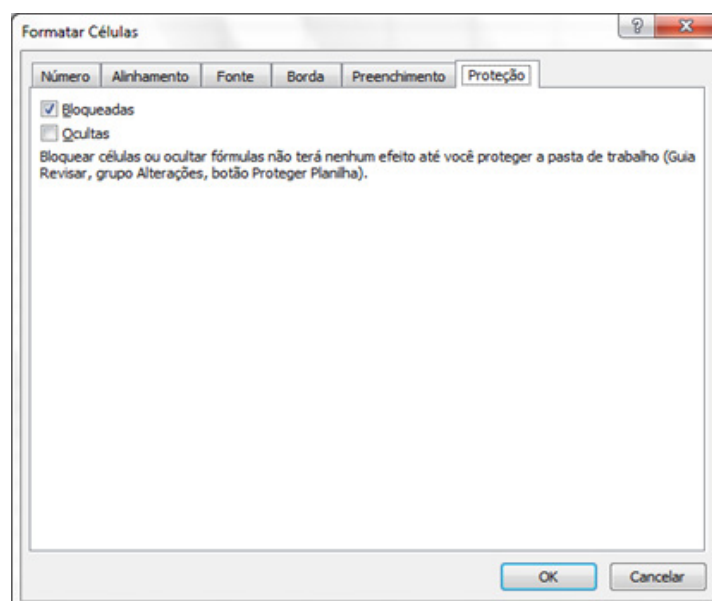 Formatar Células
Número Alinhamento Fonte Borda Preenchimento Proteção
Bloqueadas
Ocultas
Bloquear células ou ocultar fórmulas não terá nenhum efeito até você proteger a pasta de trabalho (Guia
Revisar, grupo Alterações, botão Proteger Planilha).
OK Cancelar